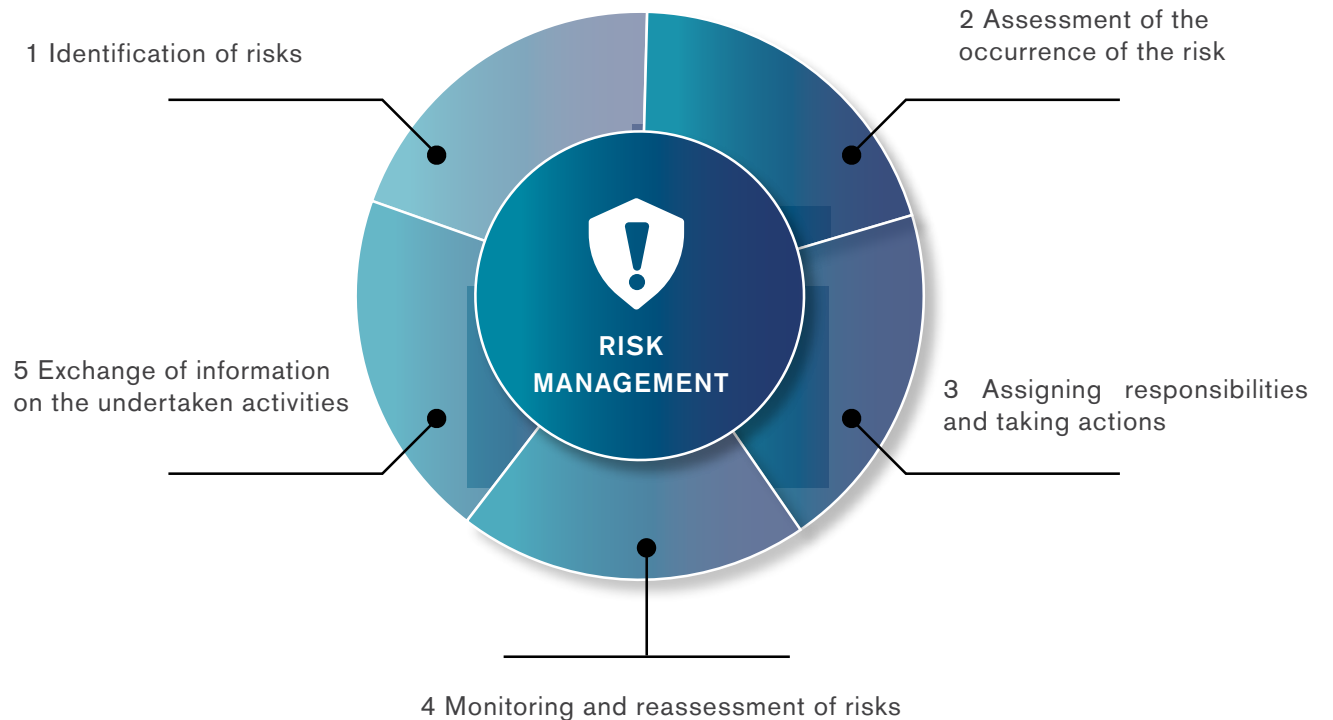 1 Identification of risks
2 Assessment of the
occurrence of the risk
RISK
MANAGEMENT
3 Assigning responsibilities
and taking actions
4 Monitoring and reassessment of risks
5 Exchange of information
on the undertaken activities